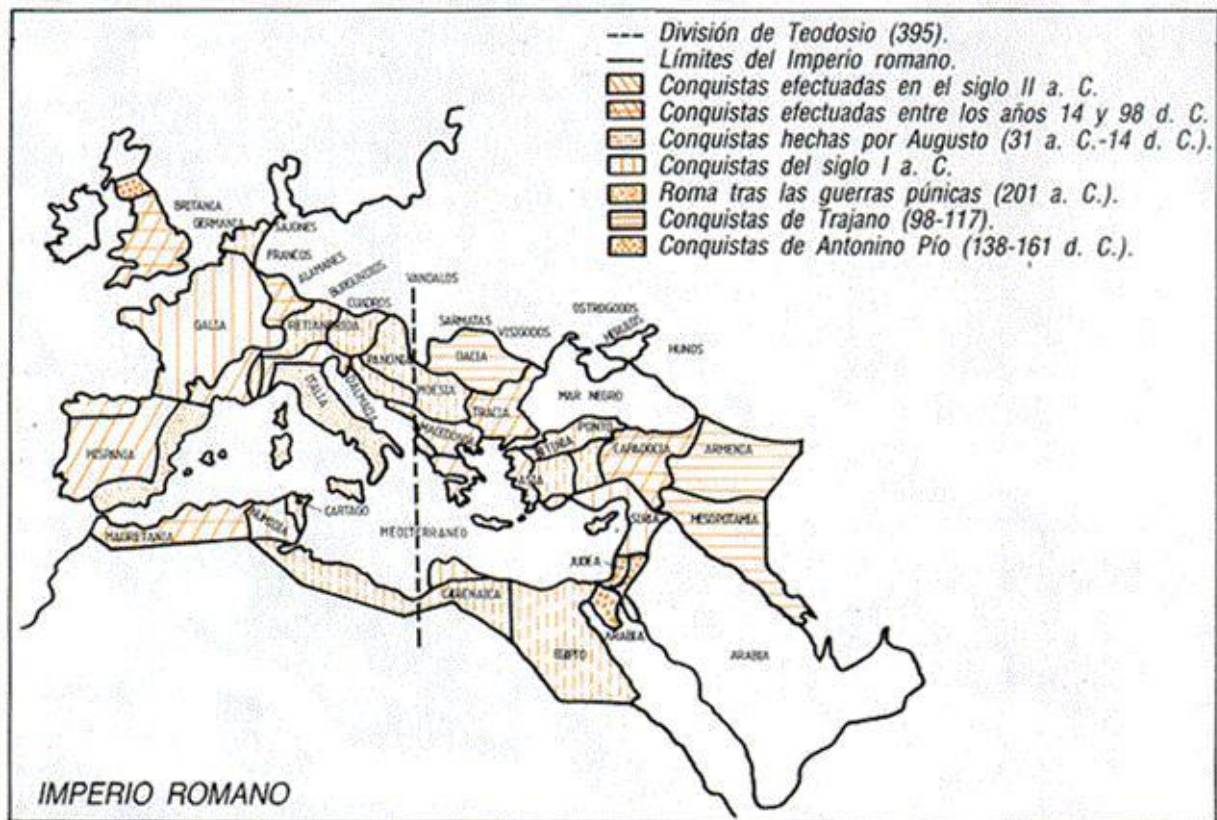 División de Teodosio (395).
Límites del Imperio romano.
Conquistas efectuadas en el siglo II a. C.
Conquistas efectuadas entre los años 14 y 98 d. C.
Conquistas hechas por Augusto (31 a. C.-14 d. C.).
Conquistas del siglo I a. C.
Roma tras las guerras púnicas (201 a. C.).
Conquistas de Trajano (98-117).
Conquistas de Antonino Pío (138-161 d. C.).
BRITANIA
GERMANIA
SAJONES
FRANCOS
ALAMANES
VANDALOS
CUADROS
SARMATAS
VISIGODOS
OSTROGODOS
HUNOS
GALIA
DACIA
PANONIA
MOESIA
ITALIA
DALMACIA
TRACIA
MAR NEGRO
MACEDONIA
PONTO
CAPADOCIA
ARMENIA
HISPANIA
ASIA
CARTAGO
NUMIDIA
MAURETANIA
MEDITERRANEO
SIRIA
MESOPOTAMIA
JUDEA
CIRENAICA
EGIPTO
ARABIA
ARABIA
IMPERIO ROMANO